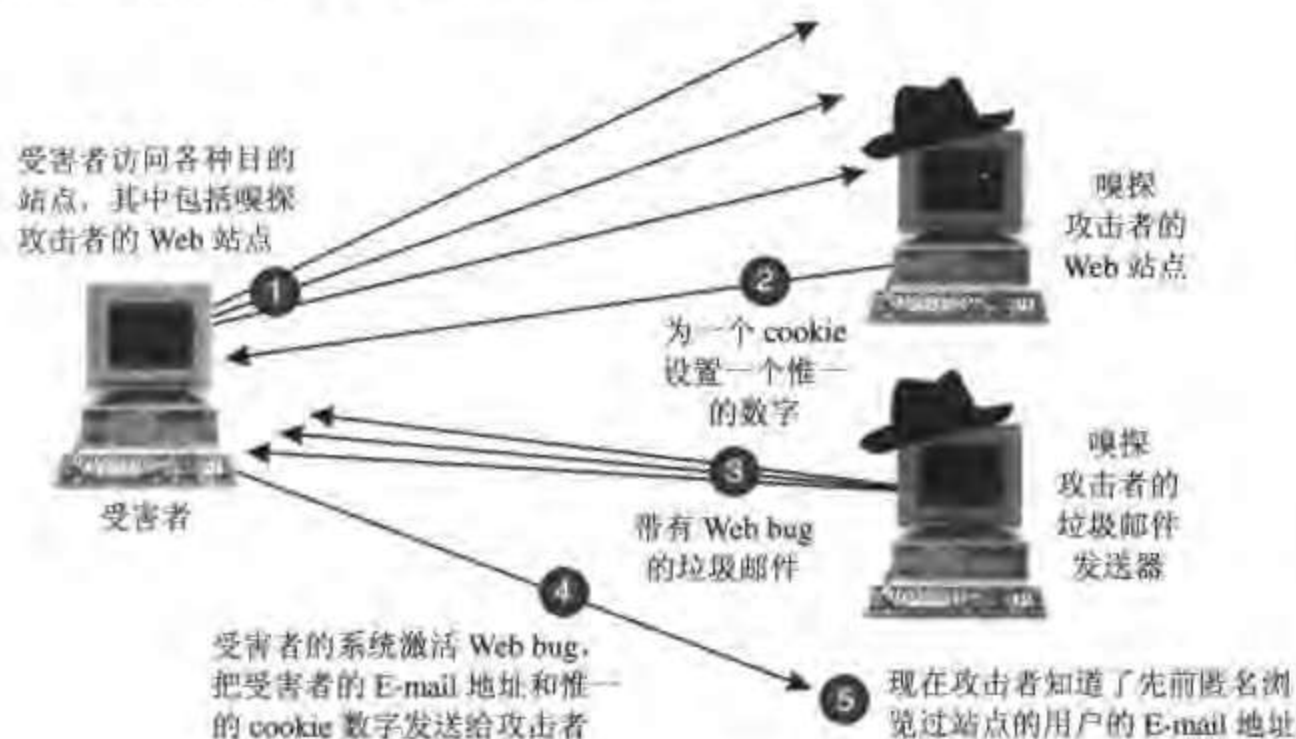 受害者访问各种目的
站点，其中包括嗅探
攻击者的 Web 站点
1
受害者
2
为一个 cookie
设置一个惟一
的数字
嗅探
攻击者的
Web 站点
3
带有 Web bug
的垃圾邮件
嗅探
攻击者的
垃圾邮件
发送器
4
受害者的系统激活 Web bug，
把受害者的 E-mail 地址和惟一
的 cookie 数字发送给攻击者
5
现在攻击者知道了先前匿名浏
览过站点的用户的 E-mail 地址